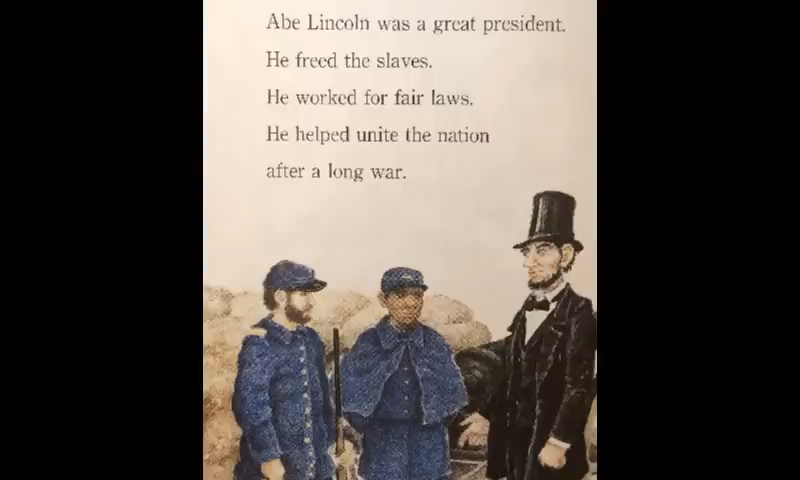 Abe Lincoln was a great president.
He freed the slaves.
He worked for fair laws.
He helped unite the nation
after a long war.